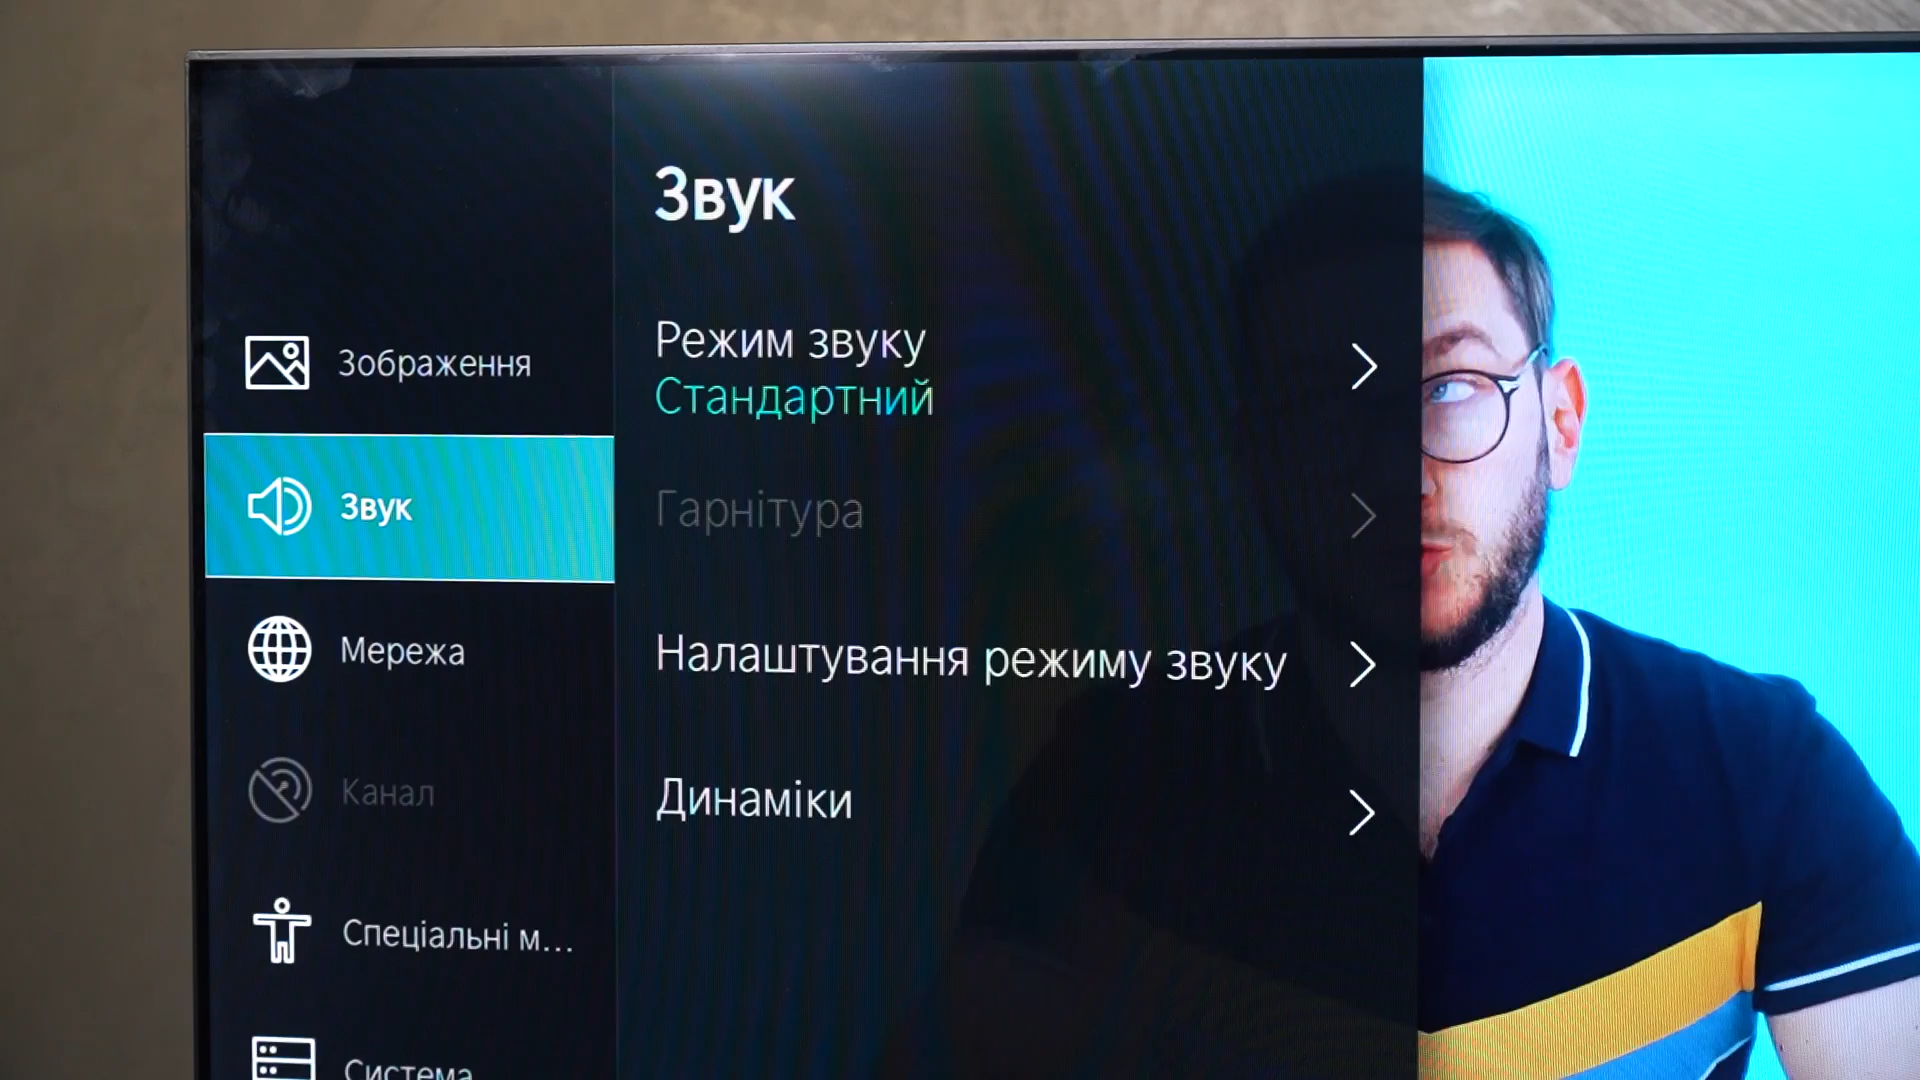 Зображення
Звук
Мережа
Канал
Спеціальні м...
Система
Звук
Режим звуку
Стандартний
Гарнітура
Налаштування режиму звуку
Динаміки